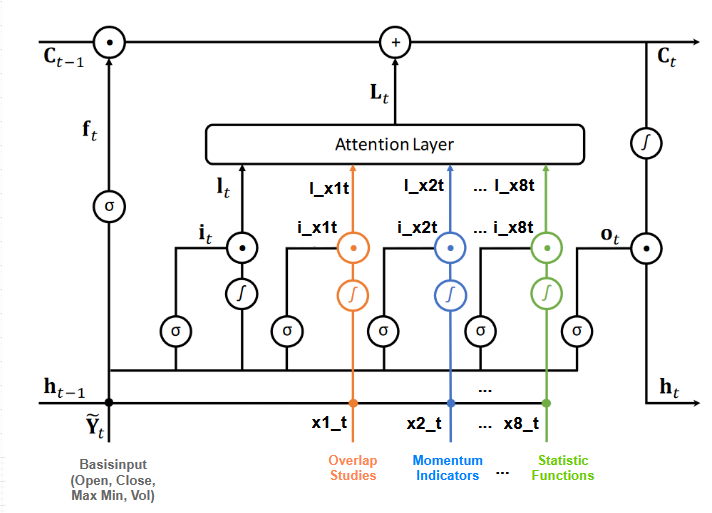 +
C_{t−1}
C_t
L_t
f_t
Attention Layer
∫
l_t
l_x1t
l_x2t
... l_x8t
σ
i_t
i_x1t
i_x2t
... i_x8t
o_t
∫ ∫ ∫ ∫
σ σ σ σ σ
...
h_{t−1}
h_t
Ỹ_t
x1_t
x2_t
... x8_t
Basisinput
(Open, Close,
Max Min, Vol)
Overlap
Studies
Momentum
Indicators
...
Statistic
Functions